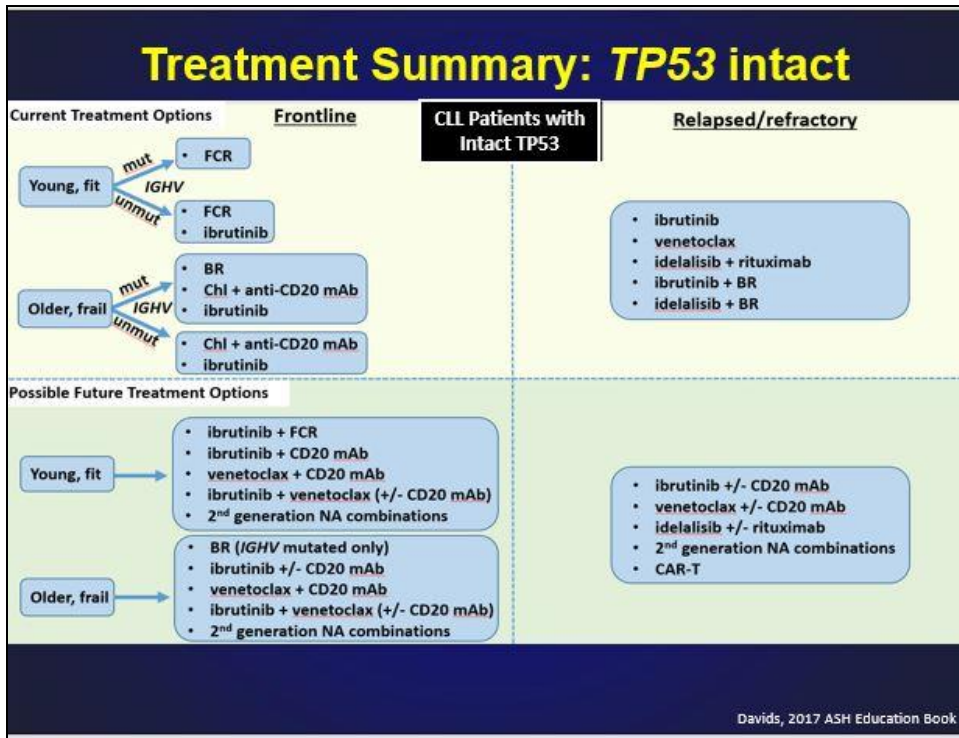 Treatment Summary: TP53 intact
Current Treatment Options
Frontline
CLL Patients with
Intact TP53
Relapsed/refractory
Young, fit
mut
IGHV
unmut
• FCR
• FCR
• ibrutinib
Older, frail
mut
IGHV
unmut
• BR
• Chl + anti-CD20 mAb
• ibrutinib
• Chl + anti-CD20 mAb
• ibrutinib
• ibrutinib
• venetoclax
• idelalisib + rituximab
• ibrutinib + BR
• idelalisib + BR
Possible Future Treatment Options
Young, fit
• ibrutinib + FCR
• ibrutinib + CD20 mAb
• venetoclax + CD20 mAb
• ibrutinib + venetoclax (+/- CD20 mAb)
• 2nd generation NA combinations
Older, frail
• BR (IGHV mutated only)
• ibrutinib +/- CD20 mAb
• venetoclax + CD20 mAb
• ibrutinib + venetoclax (+/- CD20 mAb)
• 2nd generation NA combinations
• ibrutinib +/- CD20 mAb
• venetoclax +/- CD20 mAb
• idelalisib +/- rituximab
• 2nd generation NA combinations
• CAR-T
Davids, 2017 ASH Education Book